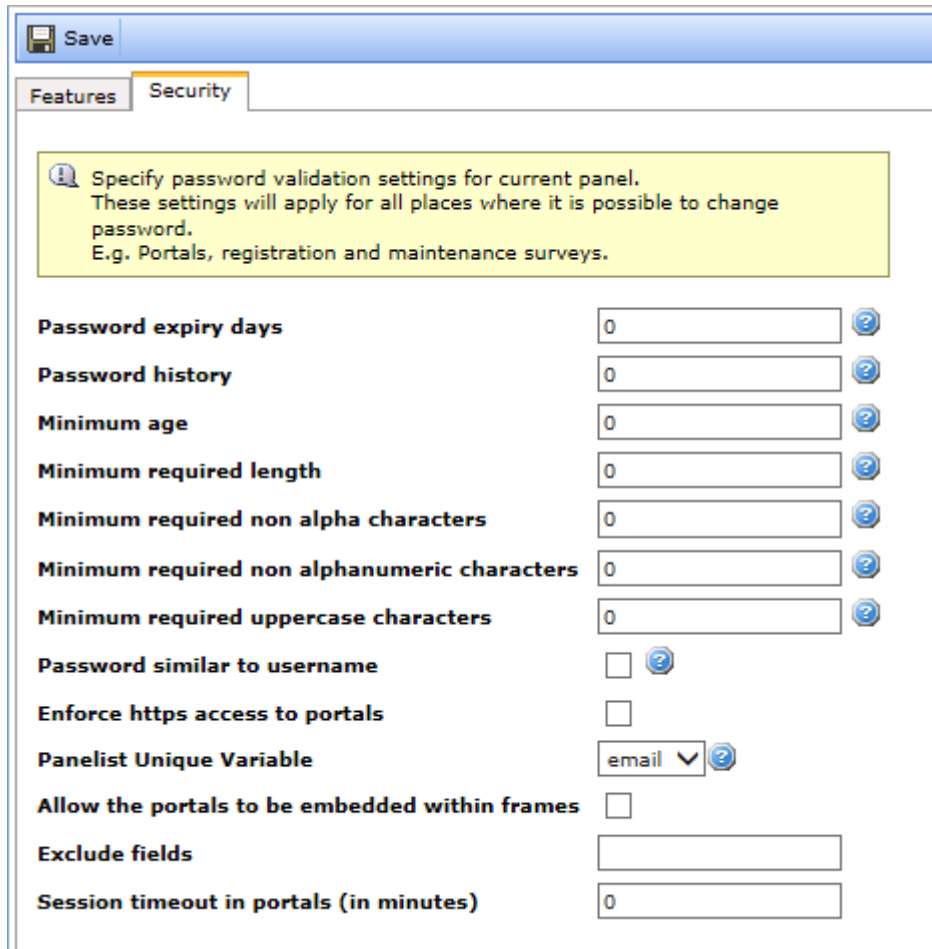 Save
Features Security
Specify password validation settings for current panel.
These settings will apply for all places where it is possible to change
password.
E.g. Portals, registration and maintenance surveys.
Password expiry days 0
Password history 0
Minimum age 0
Minimum required length 0
Minimum required non alpha characters 0
Minimum required non alphanumeric characters 0
Minimum required uppercase characters 0
Password similar to username
Enforce https access to portals
Panelist Unique Variable email
Allow the portals to be embedded within frames
Exclude fields
Session timeout in portals (in minutes) 0